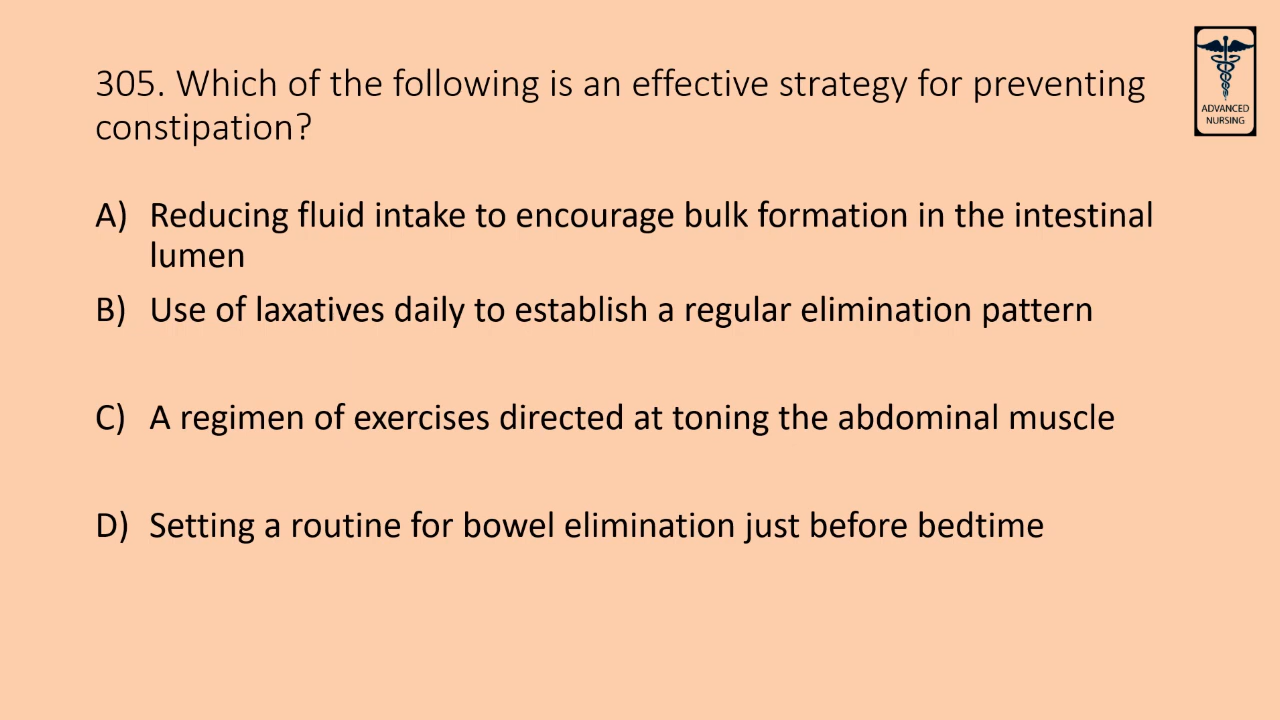 305. Which of the following is an effective strategy for preventing
constipation?
ADVANCED
NURSING
A) Reducing fluid intake to encourage bulk formation in the intestinal
lumen
B) Use of laxatives daily to establish a regular elimination pattern
C) A regimen of exercises directed at toning the abdominal muscle
D) Setting a routine for bowel elimination just before bedtime